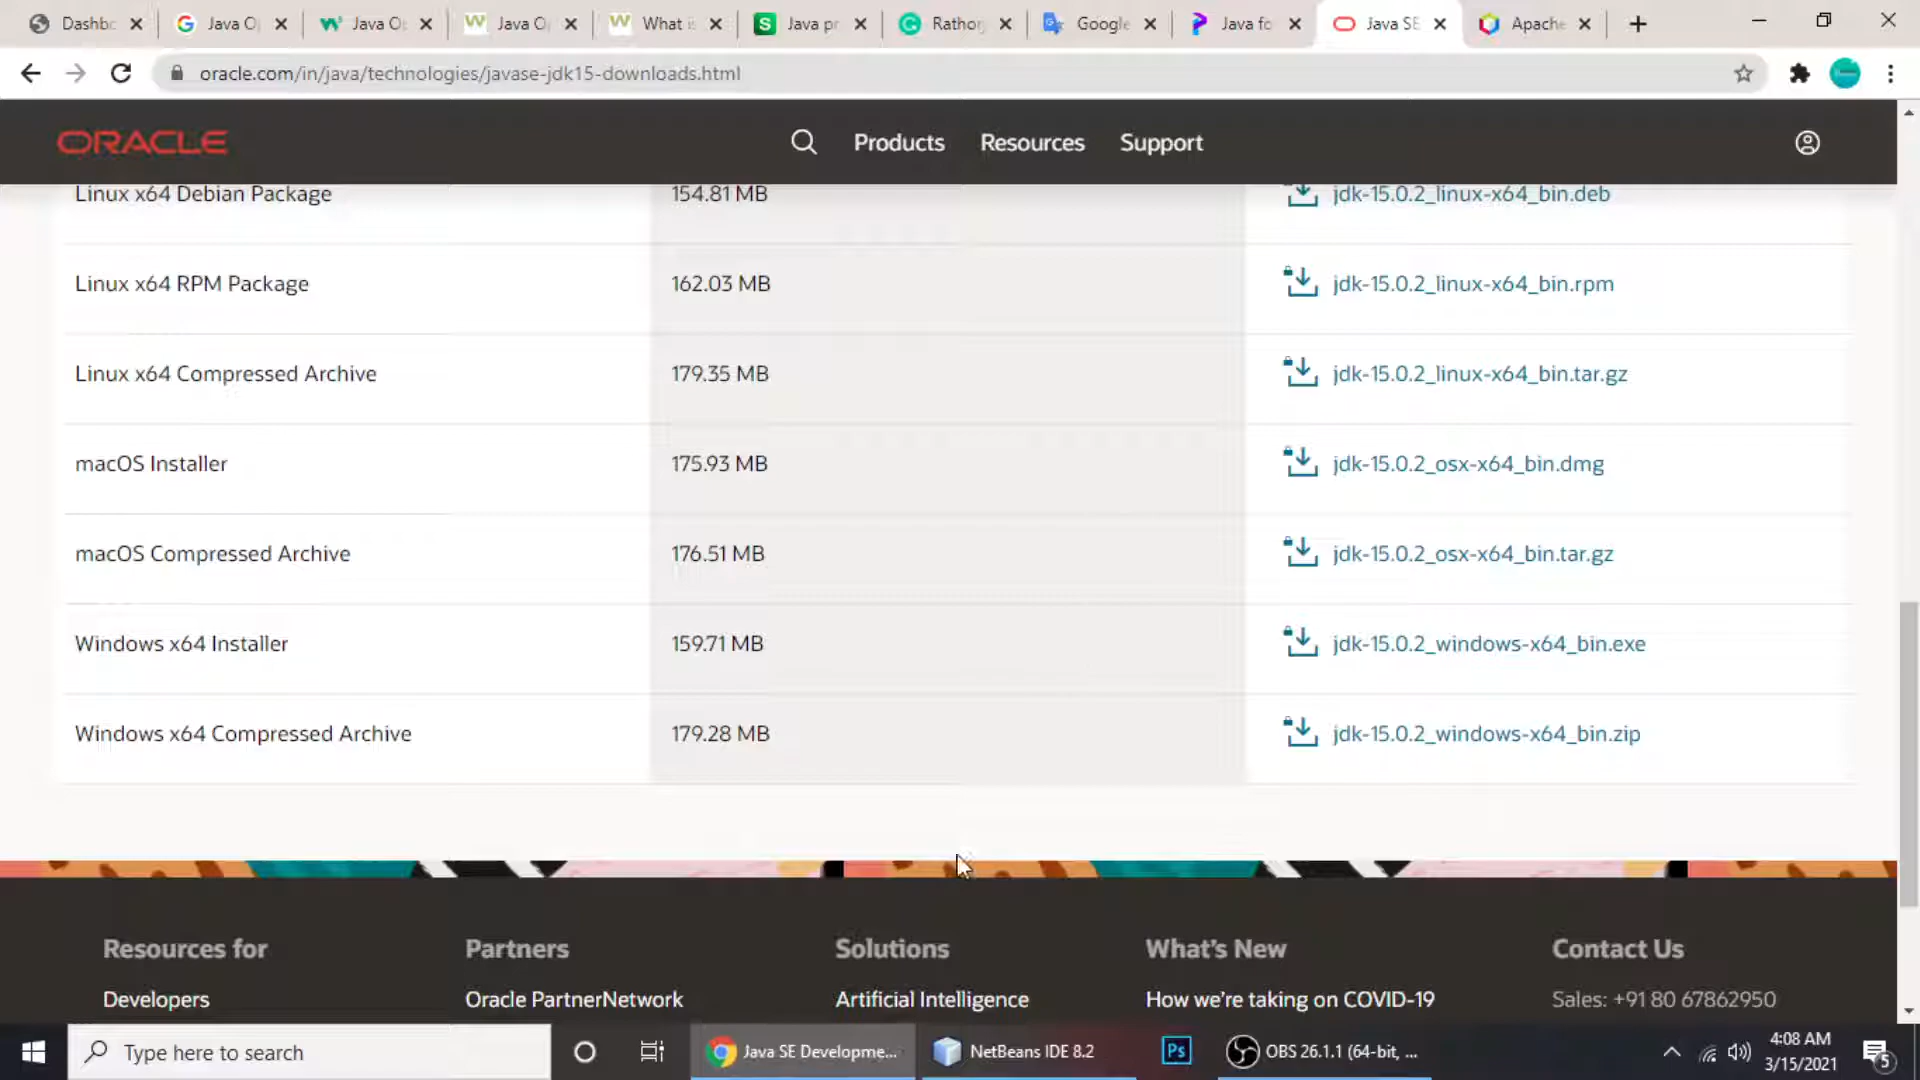 Dashb
Java O
Java O
Java O
What i
Java pr
Rathor
Google
Java fo
Java SE
Apache
oracle.com/in/java/technologies/javase-jdk15-downloads.html
ORACLE
Products
Resources
Support
Linux x64 Debian Package
154.81 MB
jdk-15.0.2_linux-x64_bin.deb
Linux x64 RPM Package
162.03 MB
jdk-15.0.2_linux-x64_bin.rpm
Linux x64 Compressed Archive
179.35 MB
jdk-15.0.2_linux-x64_bin.tar.gz
macOS Installer
175.93 MB
jdk-15.0.2_osx-x64_bin.dmg
macOS Compressed Archive
176.51 MB
jdk-15.0.2_osx-x64_bin.tar.gz
Windows x64 Installer
159.71 MB
jdk-15.0.2_windows-x64_bin.exe
Windows x64 Compressed Archive
179.28 MB
jdk-15.0.2_windows-x64_bin.zip
Resources for
Partners
Solutions
What's New
Contact Us
Developers
Oracle PartnerNetwork
Artificial Intelligence
How we're taking on COVID-19
Sales: +91 80 67862950
Type here to search
Java SE Developme...
NetBeans IDE 8.2
Ps
OBS 26.1.1 (64-bit, ...
4:08 AM
3/15/2021
5